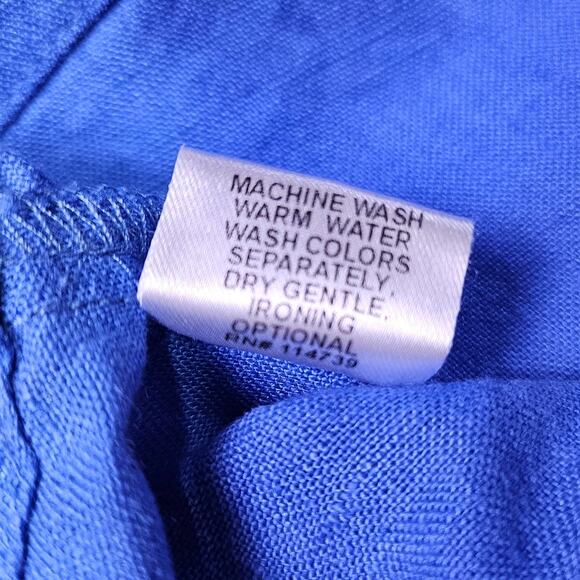 MACHINE WASH
WARM WATER
WASH COLORS
SEPARATELY,
DRY GENTLE,
IRONING
OPTIONAL
RN# 114739